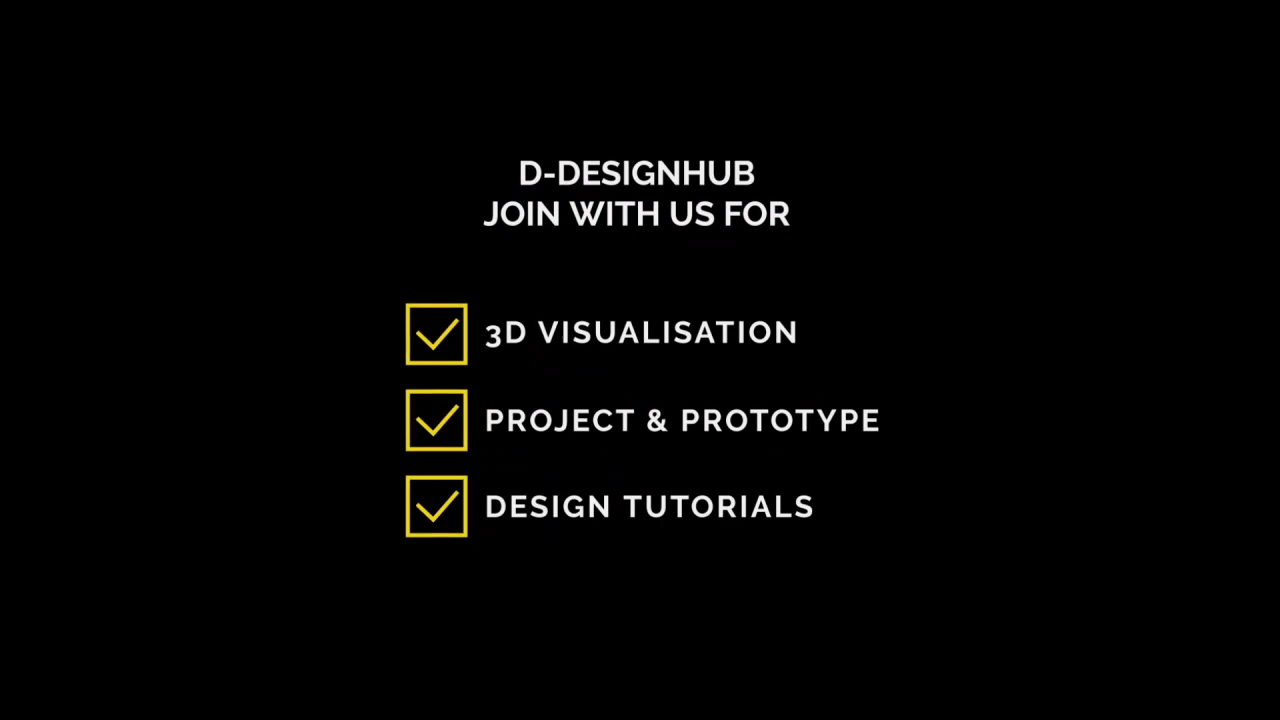 D-DESIGNHUB
JOIN WITH US FOR
3D VISUALISATION
PROJECT & PROTOTYPE
DESIGN TUTORIALS